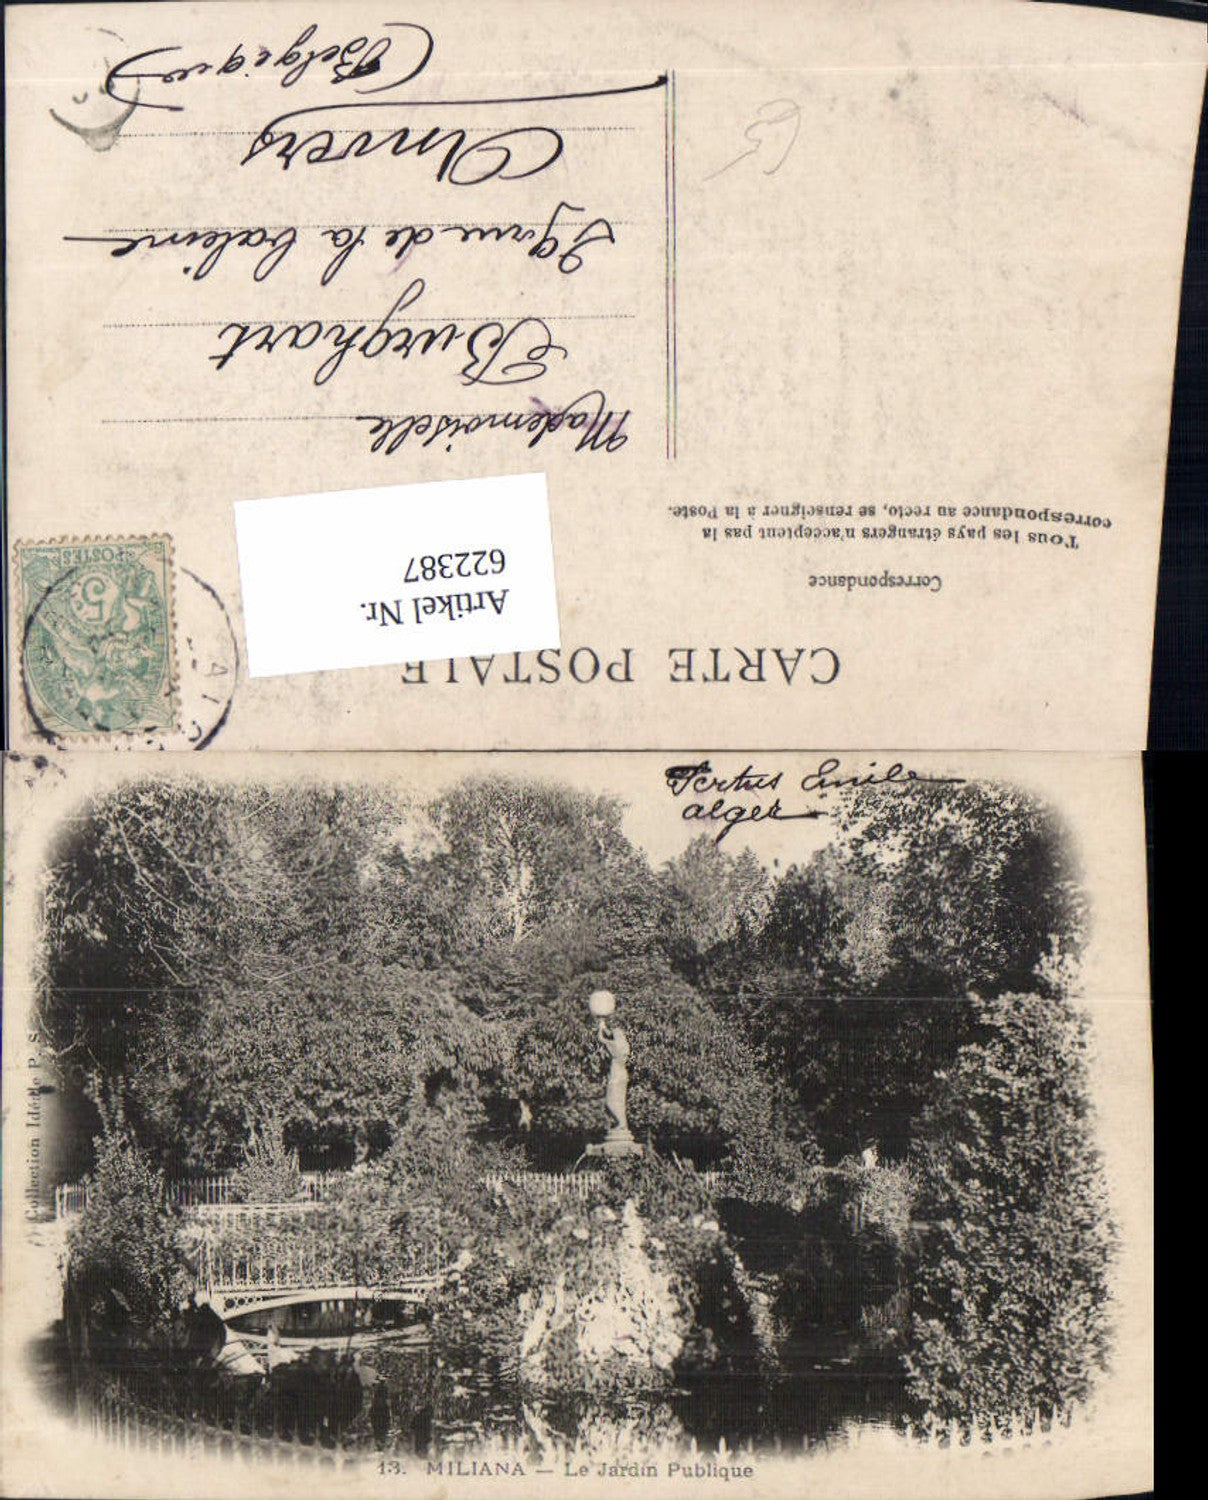 CARTE POSTALE
Correspondance
Tous les pays étrangers n'acceptent pas la
correspondance au recto, se renseigner à la Poste.
Artikel Nr.
622387
POSTES
5
Mademoiselle
Burghart
29 rue de la baleine
Anvers
(Belgique)
Emile
alger
Collection Idéale P. S.
13. MILIANA — Le Jardin Publique